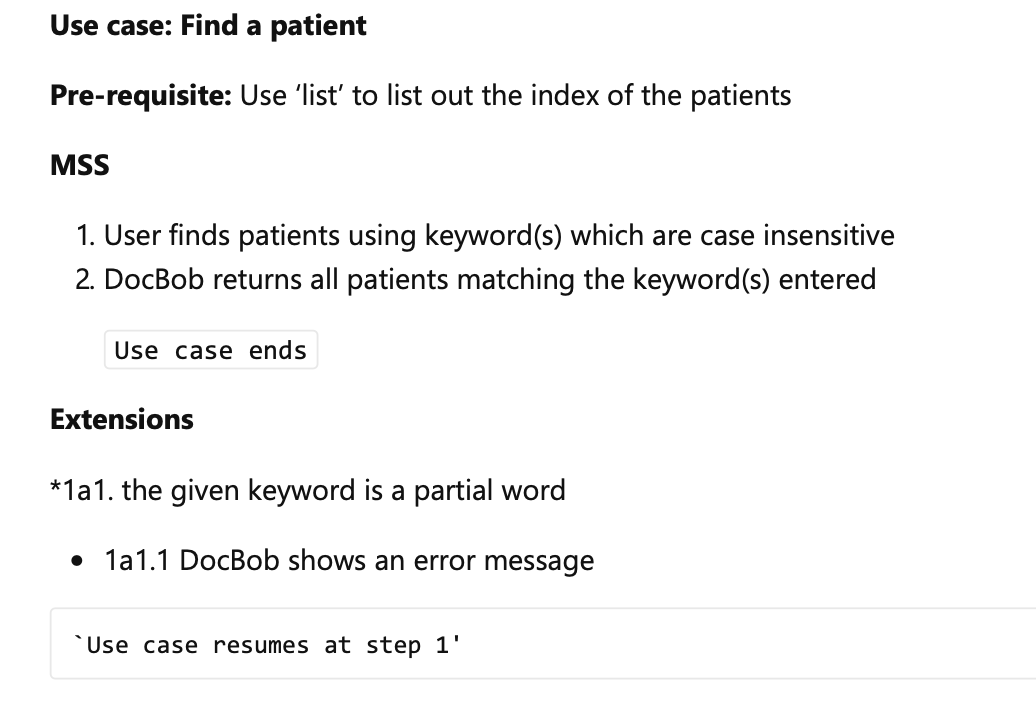 Use case: Find a patient
Pre-requisite: Use ‘list’ to list out the index of the patients
MSS
1. User finds patients using keyword(s) which are case insensitive
2. DocBob returns all patients matching the keyword(s) entered
Use case ends
Extensions
*1a1. the given keyword is a partial word
• 1a1.1 DocBob shows an error message
`Use case resumes at step 1'